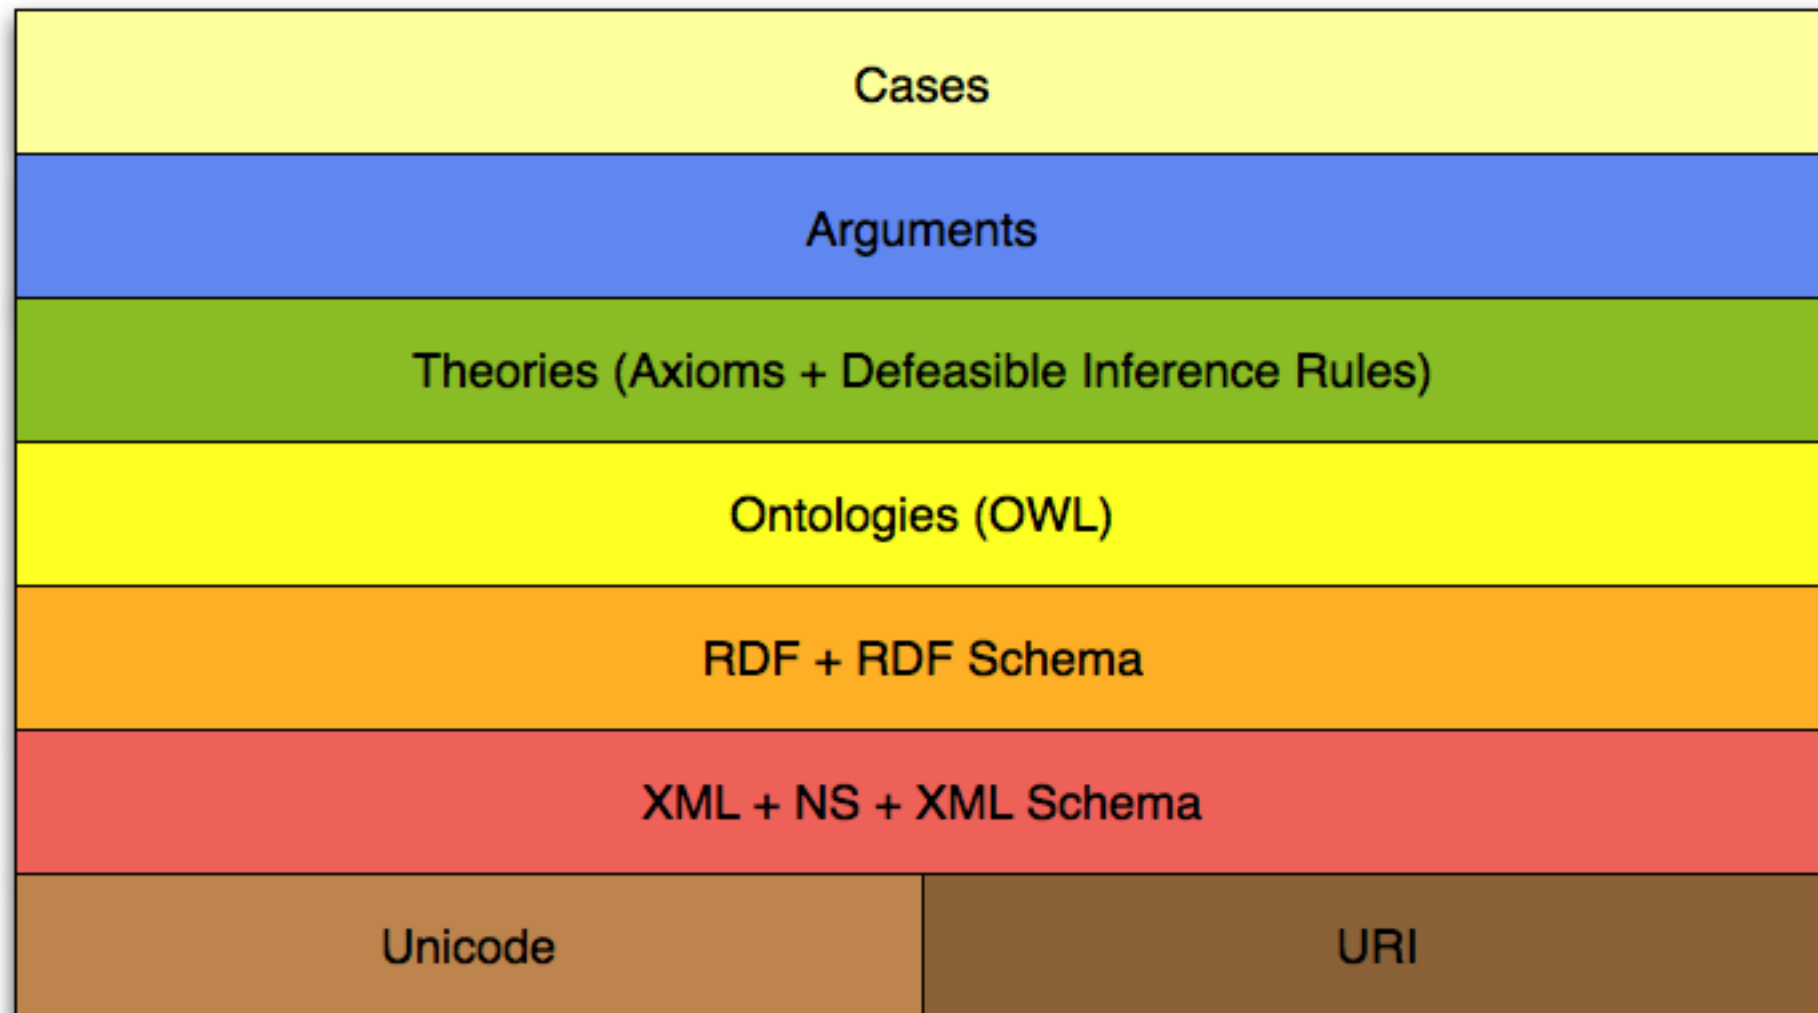 Cases
Arguments
Theories (Axioms + Defeasible Inference Rules)
Ontologies (OWL)
RDF + RDF Schema
XML + NS + XML Schema
Unicode
URI